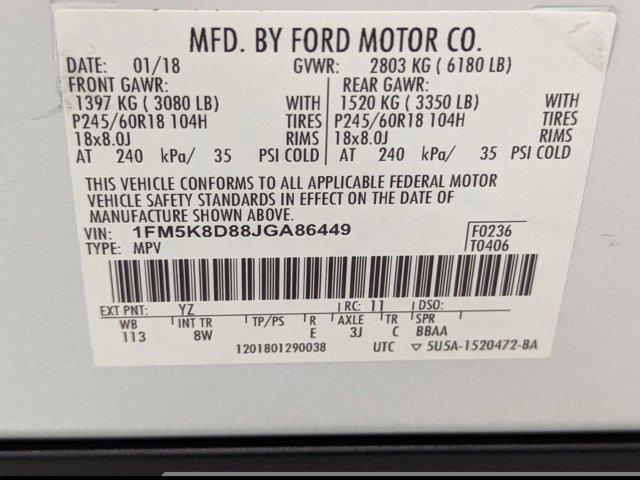 MFD. BY FORD MOTOR CO.
DATE: 01/18 GVWR: 2803 KG ( 6180 LB)
FRONT GAWR: REAR GAWR:
1397 KG ( 3080 LB) WITH 1520 KG ( 3350 LB) WITH
P245/60R18 104H TIRES P245/60R18 104H TIRES
18x8.0J RIMS 18x8.0J RIMS
AT 240 kPa/ 35 PSI COLD AT 240 kPa/ 35 PSI COLD
THIS VEHICLE CONFORMS TO ALL APPLICABLE FEDERAL MOTOR
VEHICLE SAFETY STANDARDS IN EFFECT ON THE DATE OF
MANUFACTURE SHOWN ABOVE.
VIN: 1FM5K8D88JGA86449 F0236
TYPE: MPV T0406
EXT PNT: YZ RC: 11 DSO:
WB INT TR TP/PS R AXLE TR SPR
113 8W E 3J C BBAA
1201801290038 UTC ▽ 5U5A-1520472-BA